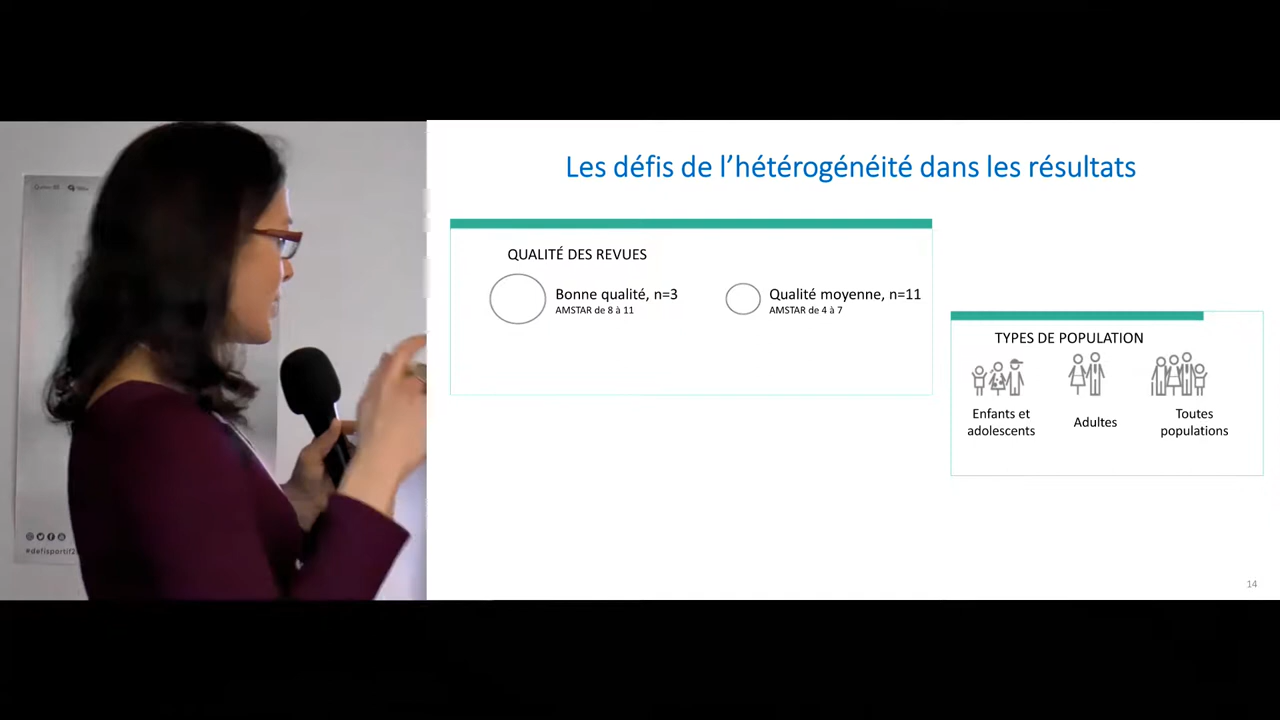 Les défis de l’hétérogénéité dans les résultats
QUALITÉ DES REVUES
Bonne qualité, n=3
AMSTAR de 8 à 11
Qualité moyenne, n=11
AMSTAR de 4 à 7
TYPES DE POPULATION
Enfants et
adolescents
Adultes
Toutes
populations
14
#defisportif